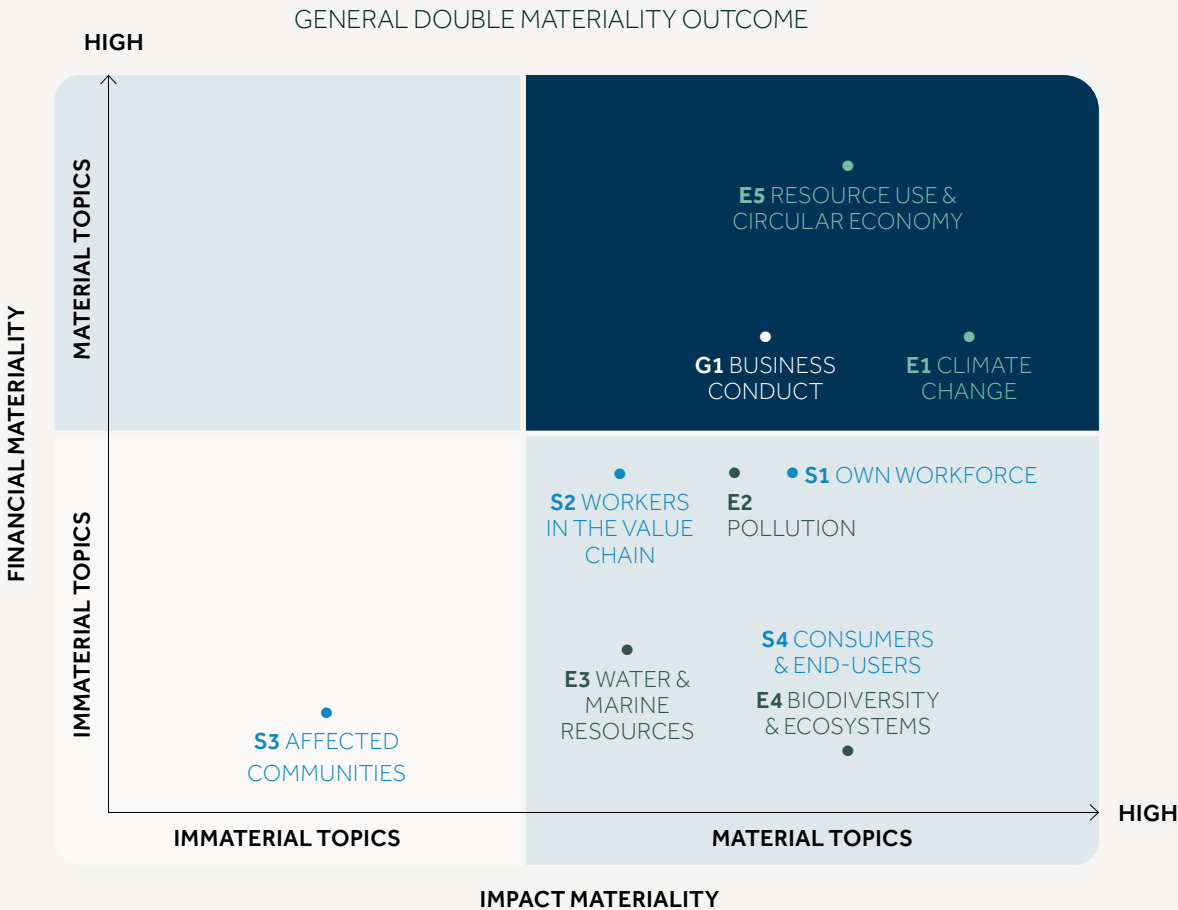 GENERAL DOUBLE MATERIALITY OUTCOME
HIGH
FINANCIAL MATERIALITY
MATERIAL TOPICS
IMMATERIAL TOPICS
E5 RESOURCE USE &
CIRCULAR ECONOMY
G1 BUSINESS
CONDUCT
E1 CLIMATE
CHANGE
S2 WORKERS
IN THE VALUE
CHAIN
E2
POLLUTION
S1 OWN WORKFORCE
E3 WATER &
MARINE
RESOURCES
S4 CONSUMERS
& END-USERS
E4 BIODIVERSITY
& ECOSYSTEMS
S3 AFFECTED
COMMUNITIES
HIGH
IMMATERIAL TOPICS
MATERIAL TOPICS
IMPACT MATERIALITY